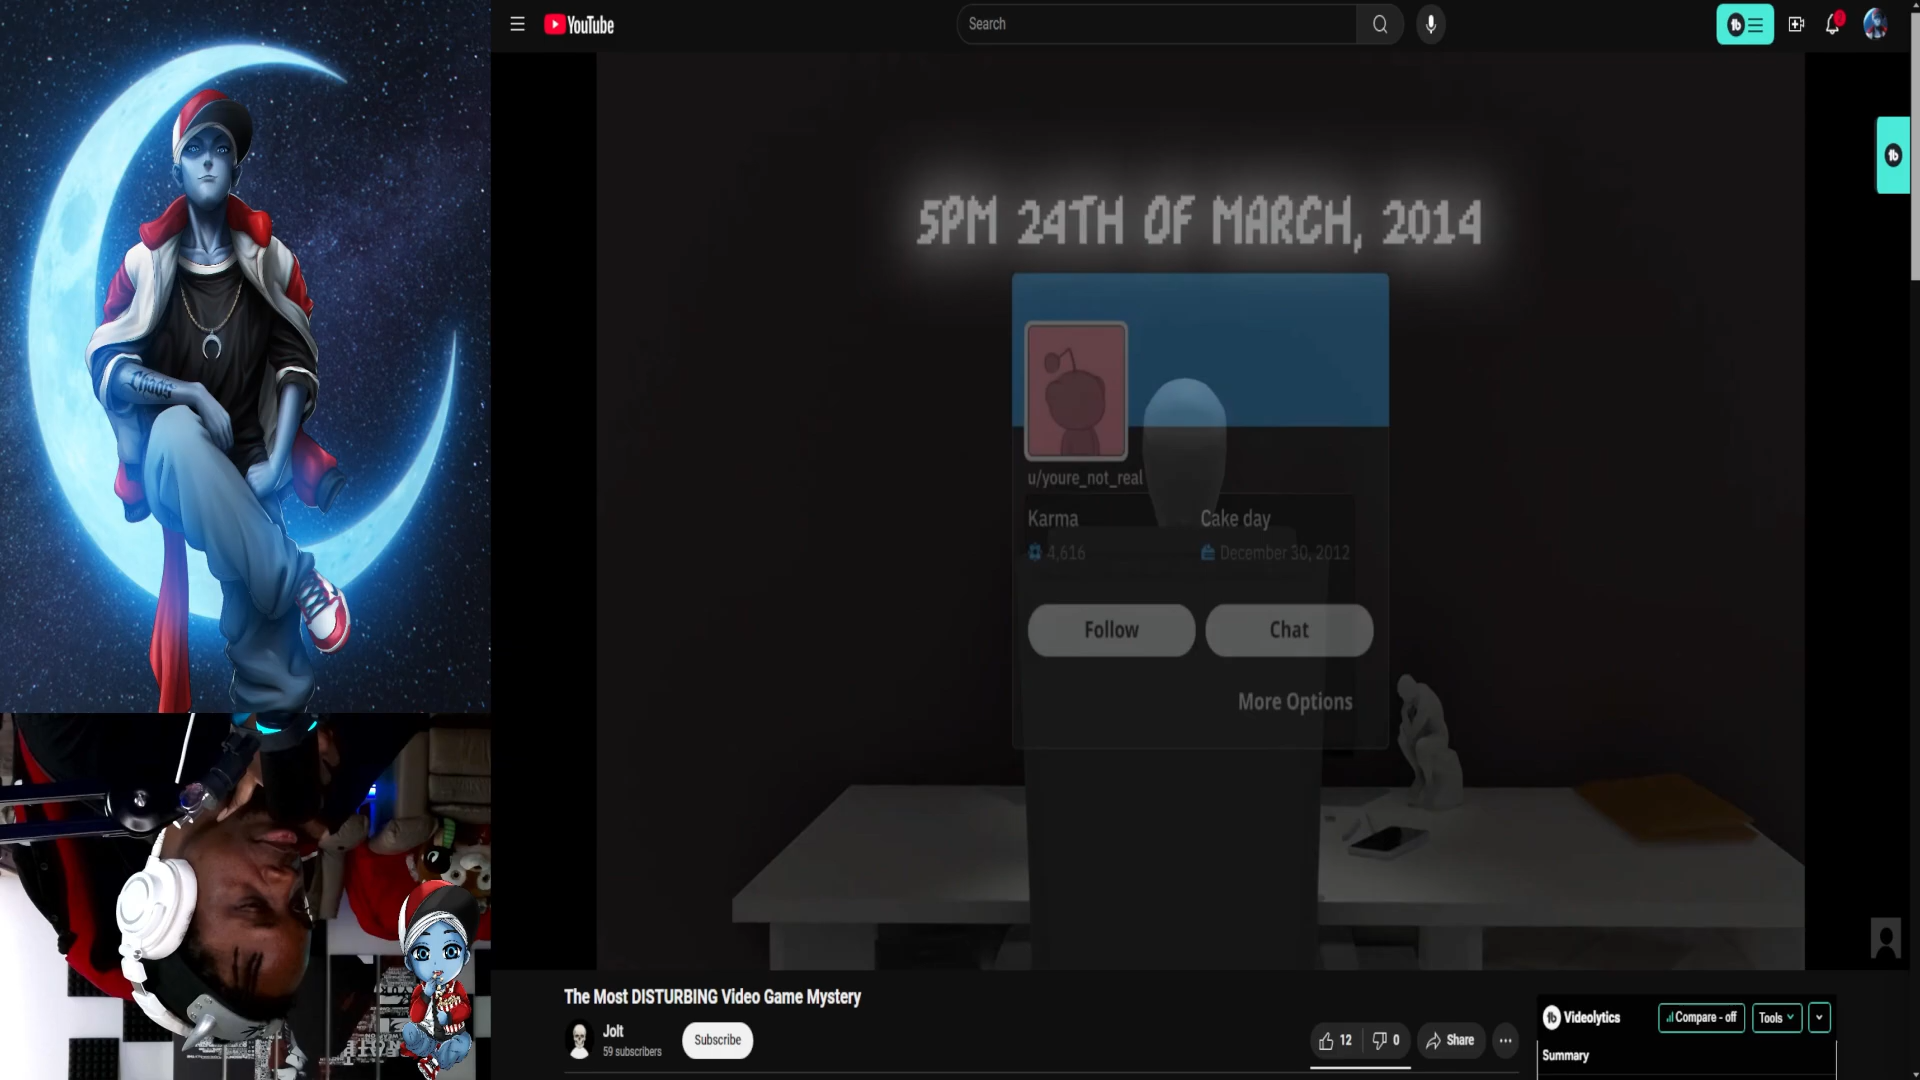 YouTube
Search
5PM 24TH OF MARCH, 2014
u/youre_not_real
Karma
Cake day
4,616
December 30, 2012
Follow
Chat
More Options
Chaos
The Most DISTURBING Video Game Mystery
Jolt
59 subscribers
Subscribe
12
0
Share
Videolytics
Compare - off
Tools
Summary